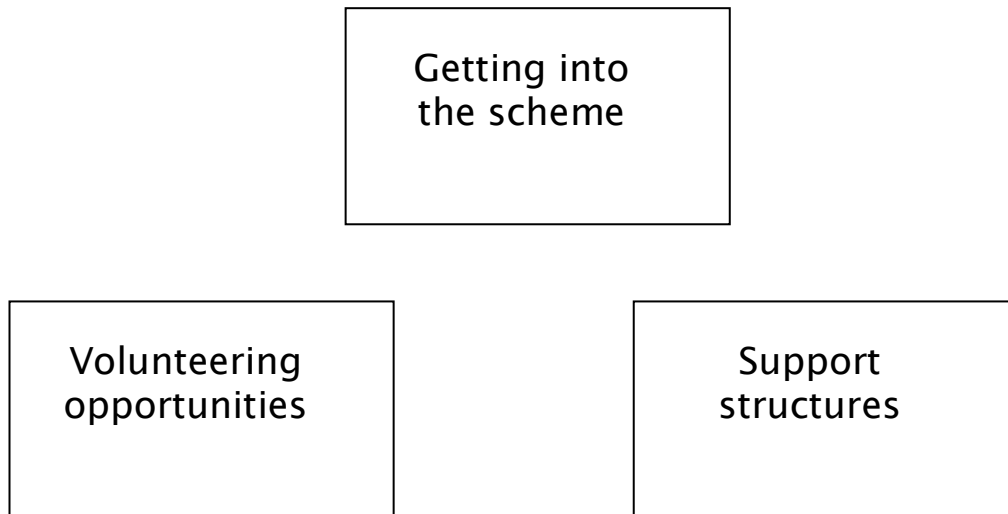 Getting into
the scheme
Volunteering
opportunities
Support
structures